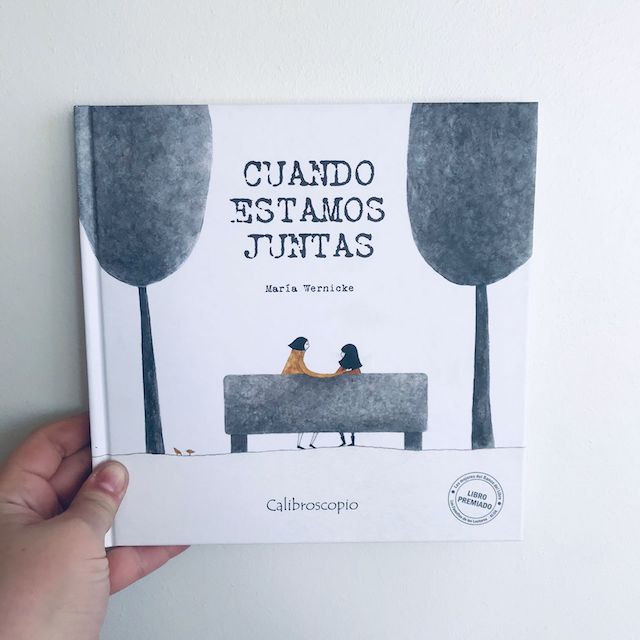 CUANDO
ESTAMOS
JUNTAS
María Wernicke
Calibroscopio
LIBRO
PREMIADO